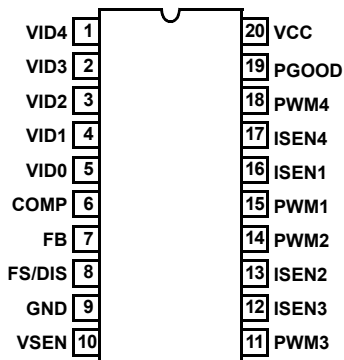 VID4 1 20 VCC
VID3 2 19 PGOOD
VID2 3 18 PWM4
VID1 4 17 ISEN4
VID0 5 16 ISEN1
COMP 6 15 PWM1
FB 7 14 PWM2
FS/DIS 8 13 ISEN2
GND 9 12 ISEN3
VSEN 10 11 PWM3